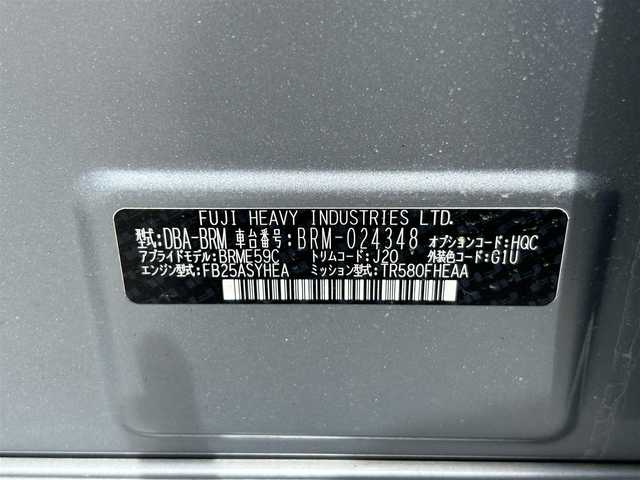 FUJI HEAVY INDUSTRIES LTD.
型式:DBA-BRM 車台番号:BRM-024348 オプションコード:HQC
アプライドモデル:BRME59C トリムコード:J20 外装色コード:G1U
エンジン型式:FB25ASYHEA ミッション型式:TR580FHEAA